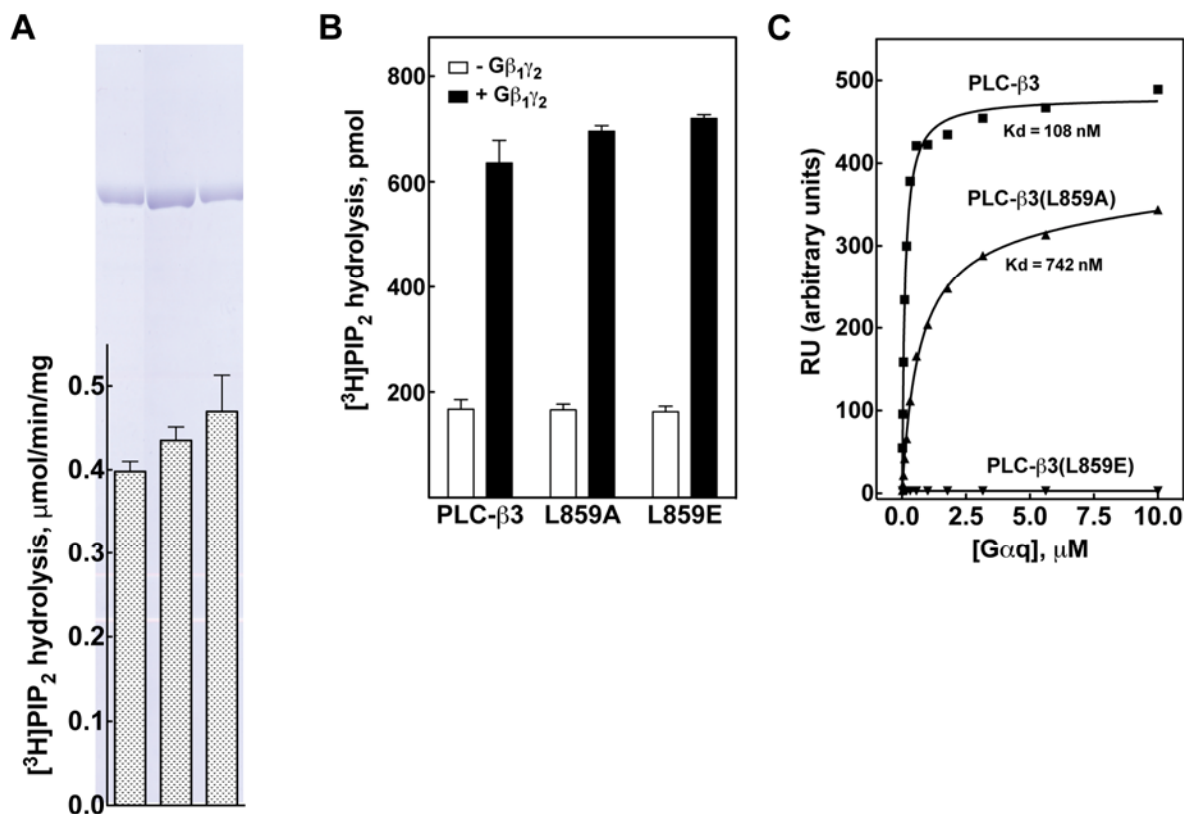 A
0.5
0.4
0.3
0.2
0.1
0.0
[³H]PIP₂ hydrolysis, μmol/min/mg
B
- Gβ₁γ₂
+ Gβ₁γ₂
800
600
400
200
[³H]PIP₂ hydrolysis, pmol
PLC-β3 L859A L859E
C
500
400
300
200
100
0
RU (arbitrary units)
PLC-β3
Kd = 108 nM
PLC-β3(L859A)
Kd = 742 nM
PLC-β3(L859E)
0.0 2.5 5.0 7.5 10.0
[Gαq], μM